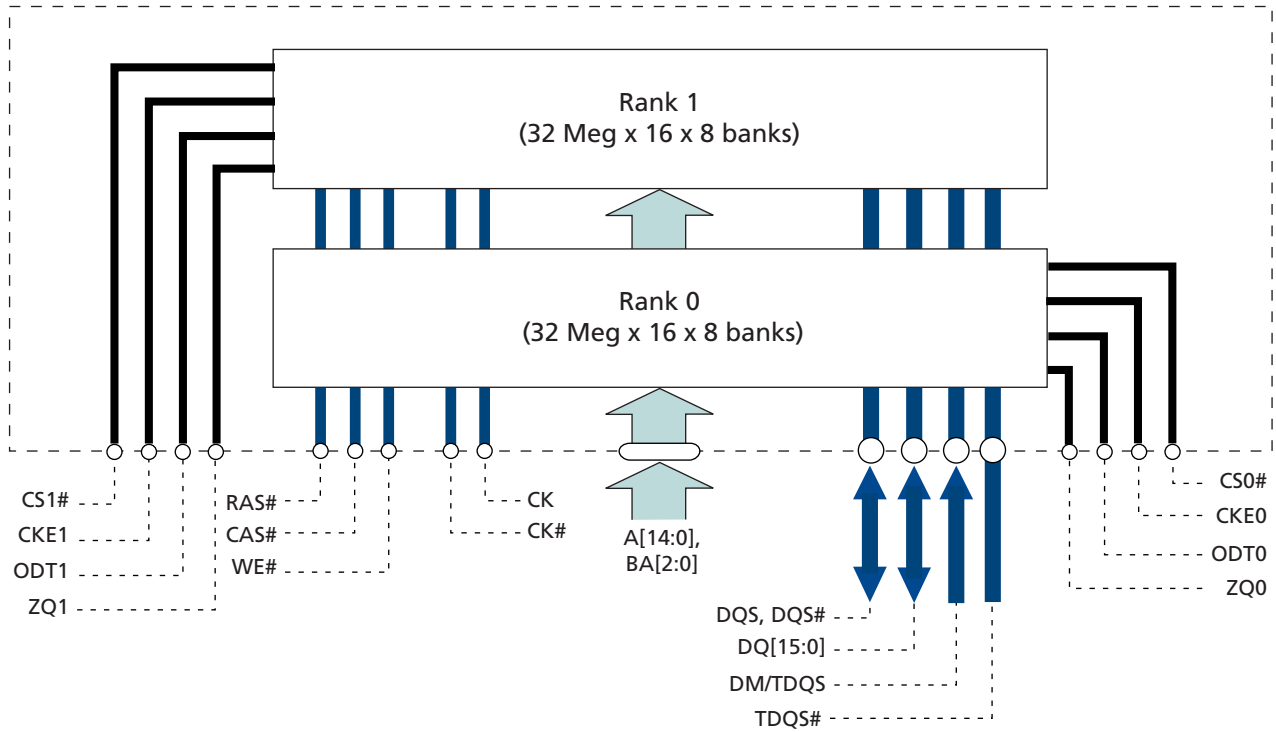 Rank 1
(32 Meg x 16 x 8 banks)
Rank 0
(32 Meg x 16 x 8 banks)
CS1#
CKE1
ODT1
ZQ1
RAS#
CAS#
WE#
CK
CK#
A[14:0],
BA[2:0]
DQS, DQS#
DQ[15:0]
DM/TDQS
TDQS#
CS0#
CKE0
ODT0
ZQ0